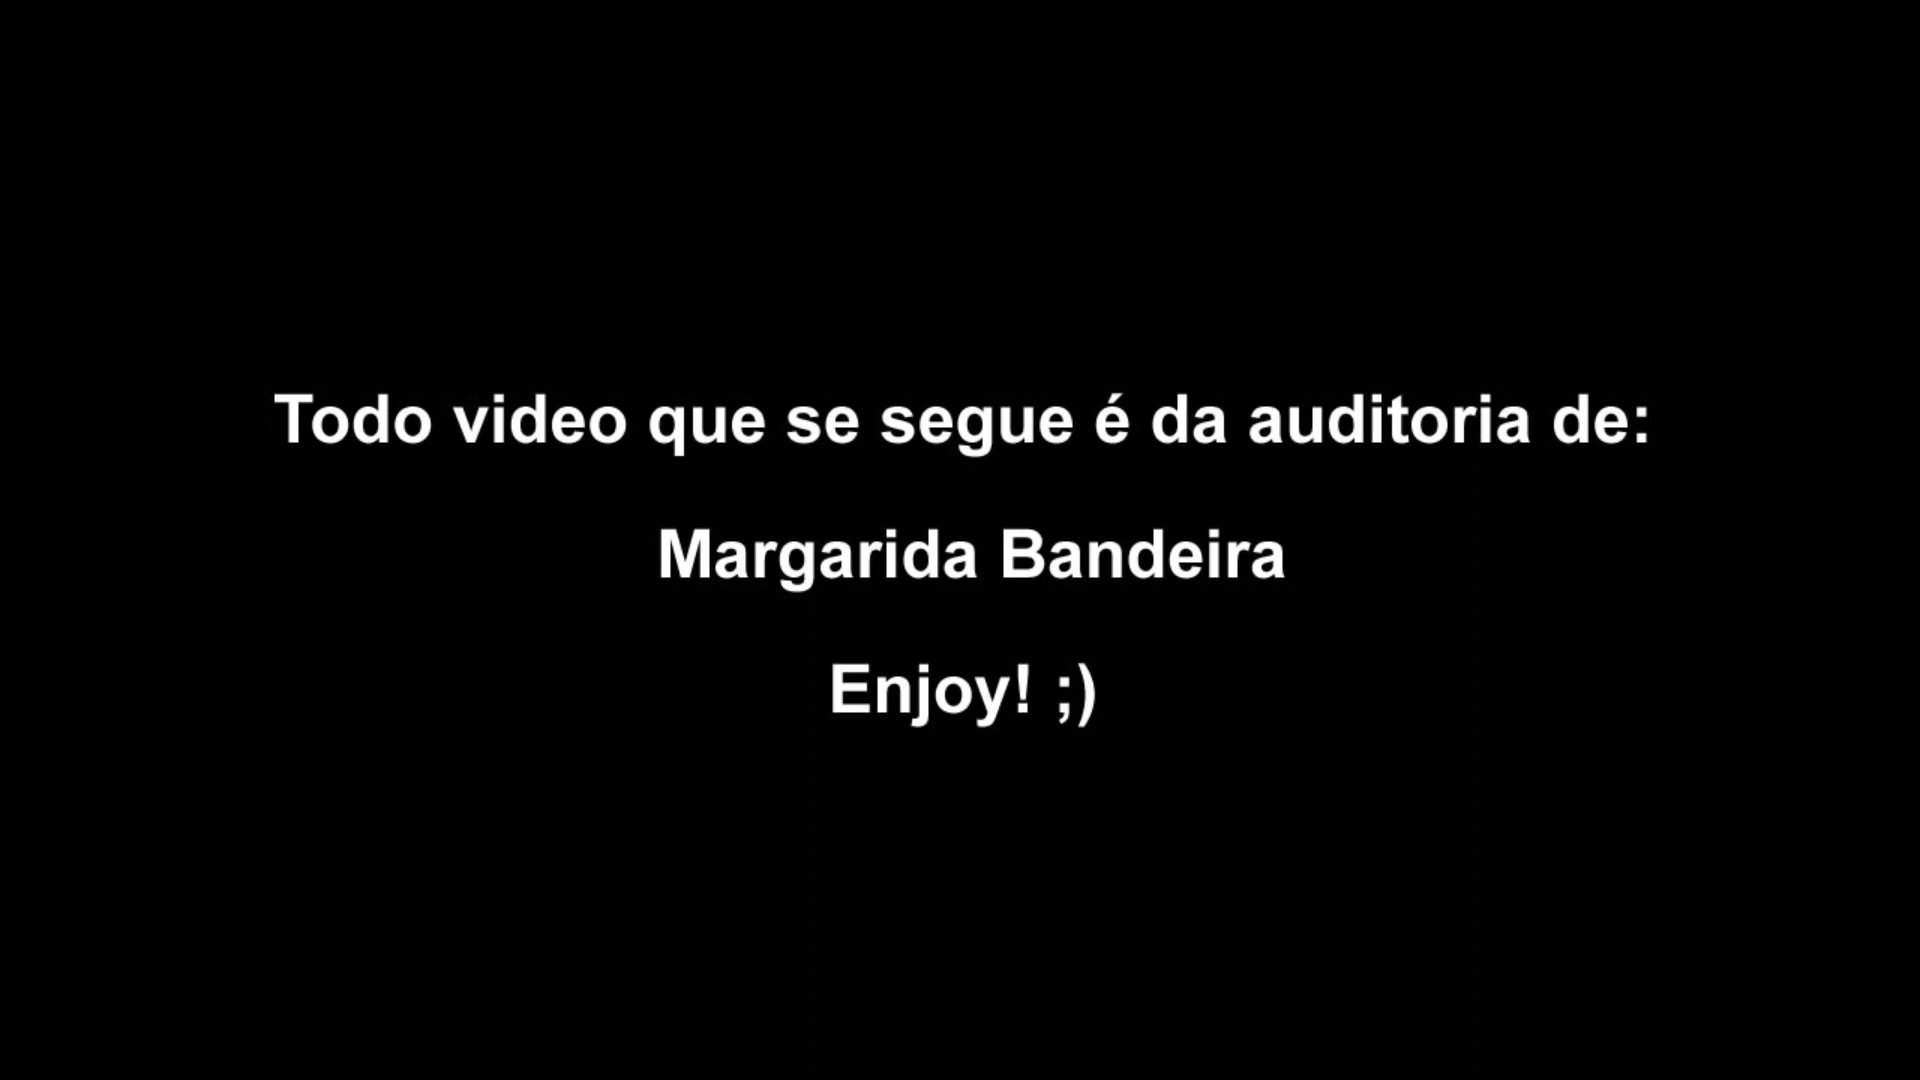 Todo video que se segue é da auditoria de:
Margarida Bandeira
Enjoy! ;)